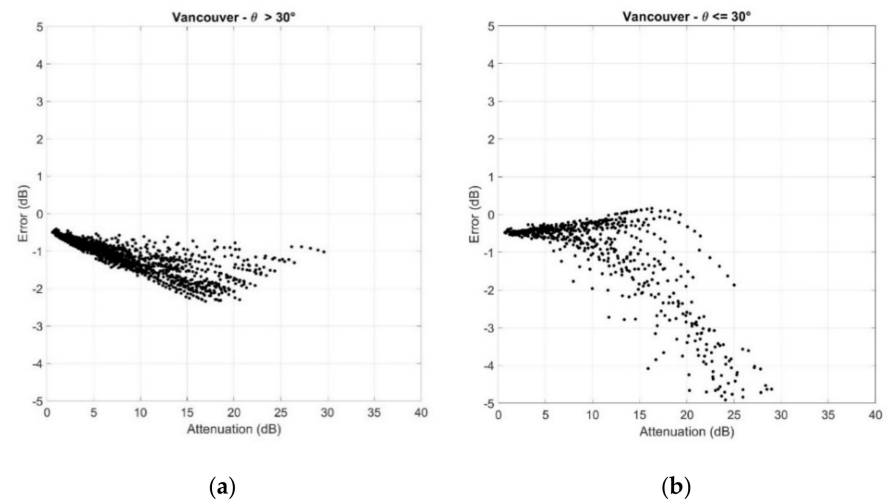 Vancouver - θ > 30°
5
4
3
2
1
0
-1
-2
-3
-4
-5
Error (dB)
0 5 10 15 20 25 30 35 40
Attenuation (dB)
(a)
Vancouver - θ <= 30°
5
4
3
2
1
0
-1
-2
-3
-4
-5
Error (dB)
0 5 10 15 20 25 30 35 40
Attenuation (dB)
(b)